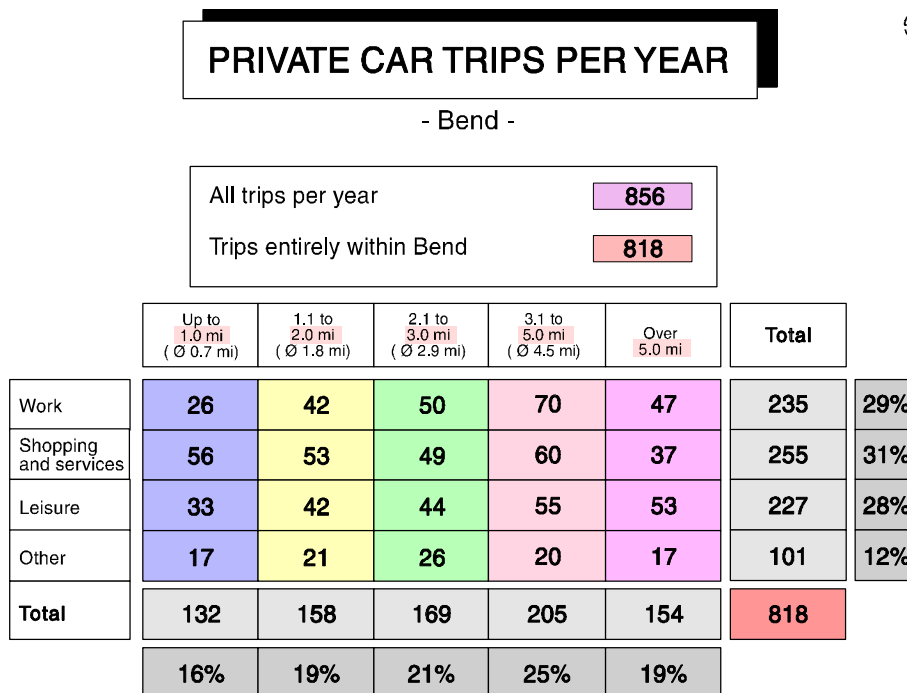 PRIVATE CAR TRIPS PER YEAR
- Bend -
All trips per year 856
Trips entirely within Bend 818
Up to 1.1 to 2.1 to 3.1 to
1.0 mi 2.0 mi 3.0 mi 5.0 mi Over Total
( Ø 0.7 mi) ( Ø 1.8 mi) ( Ø 2.9 mi) ( Ø 4.5 mi) 5.0 mi
Work 26 42 50 70 47 235 29%
Shopping
and services 56 53 49 60 37 255 31%
Leisure 33 42 44 55 53 227 28%
Other 17 21 26 20 17 101 12%
Total 132 158 169 205 154 818
16% 19% 21% 25% 19%